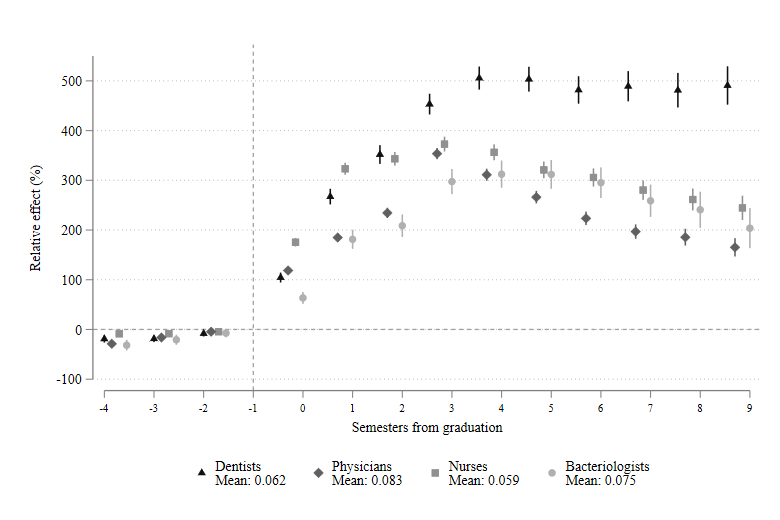 Relative effect (%)
500
400
300
200
100
0
-100
-4 -3 -2 -1 0 1 2 3 4 5 6 7 8 9
Semesters from graduation
Dentists Physicians Nurses Bacteriologists
Mean: 0.062 Mean: 0.083 Mean: 0.059 Mean: 0.075